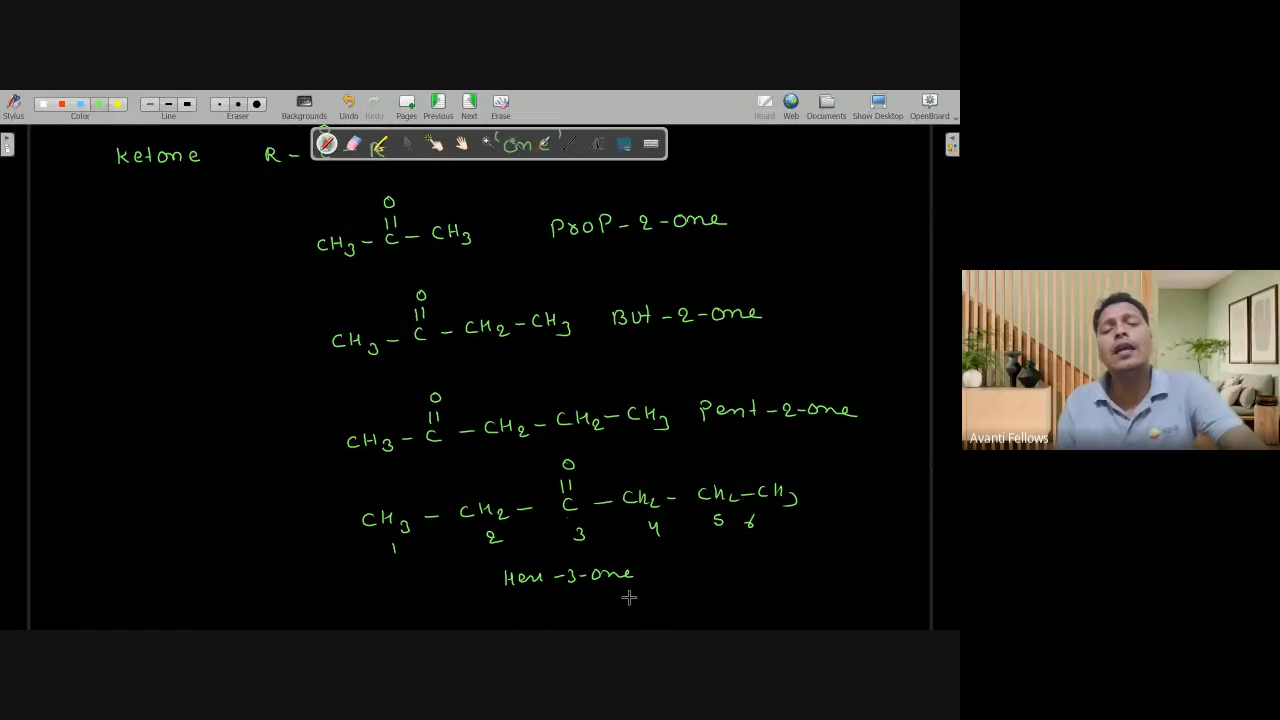 Stylus Color Line Eraser Backgrounds Undo Redo Pages Previous Next Erase Board Web Documents Show Desktop OpenBoard
Ketone R - C R "one"
O
CH3 - C - CH3 Prop - 2 - one
O
CH3 - C - CH2 - CH3 But - 2 - one
O
CH3 - C - CH2 - CH2 - CH3 Pent - 2 - one
O
CH3 - CH2 - C - CH2 - CH2 - CH3
1 2 3 4 5 6
Hex - 3 - one
Avanti Fellows